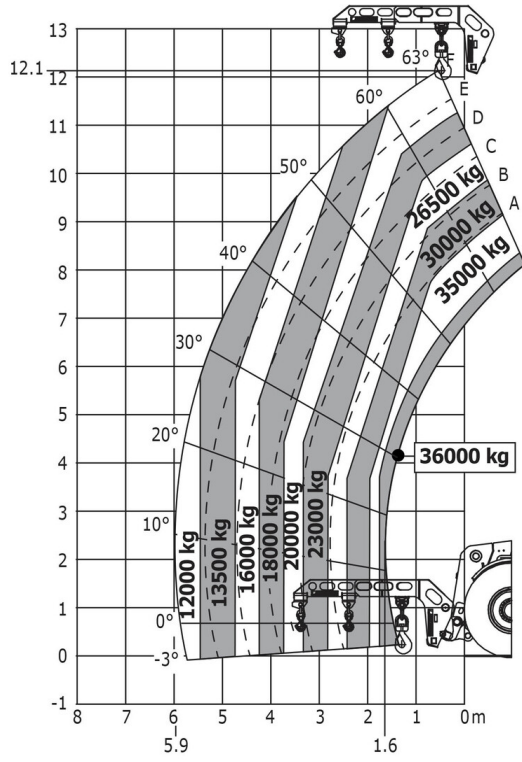 13
12.1
12
11
10
9
8
7
6
5
4
3
2
1
0
-1
63°
F
60°
E
D
50°
C
B
A
40°
30°
20°
10°
0°
-3°
26500 kg
30000 kg
35000 kg
36000 kg
12000 kg
13500 kg
16000 kg
18000 kg
20000 kg
23000 kg
8 7 6 5 4 3 2 1 0 m
5.9 1.6